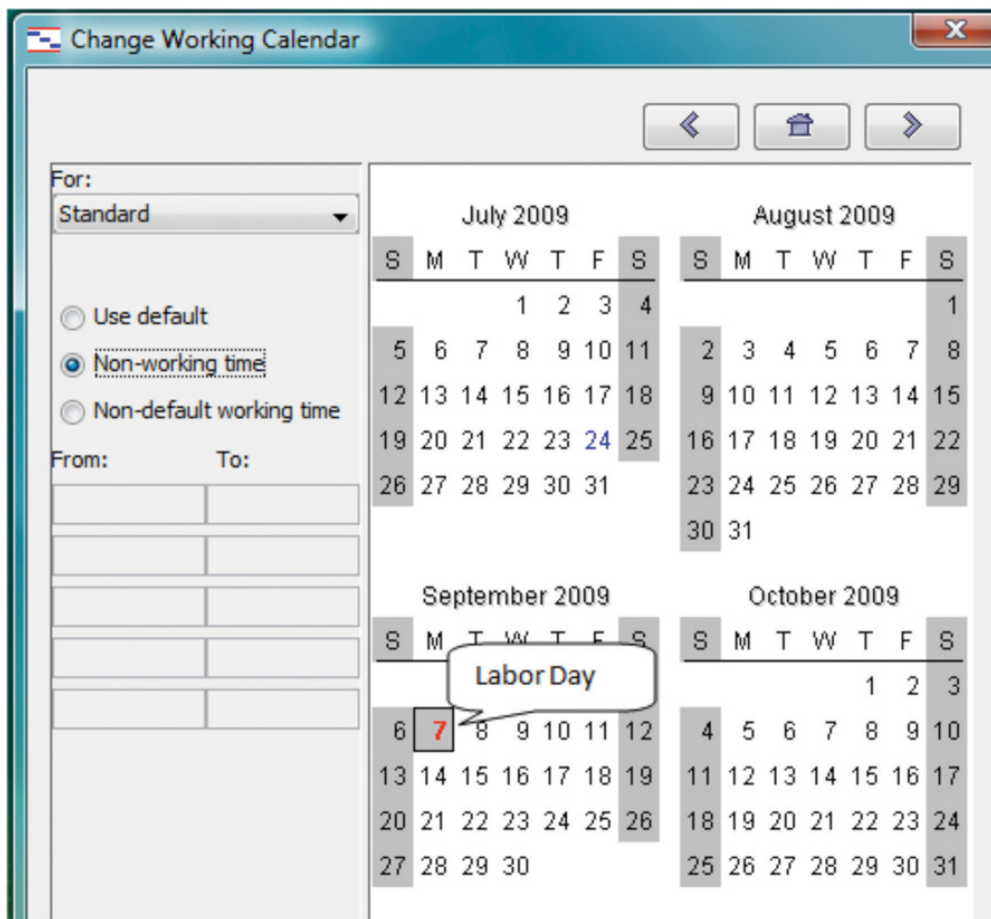 Change Working Calendar
For:
Standard
Use default
Non-working time
Non-default working time
From: To:
July 2009
S M T W T F S
1 2 3 4
5 6 7 8 9 10 11
12 13 14 15 16 17 18
19 20 21 22 23 24 25
26 27 28 29 30 31
August 2009
S M T W T F S
1
2 3 4 5 6 7 8
9 10 11 12 13 14 15
16 17 18 19 20 21 22
23 24 25 26 27 28 29
30 31
September 2009
S M T W T F S
Labor Day
6 7 8 9 10 11 12
13 14 15 16 17 18 19
20 21 22 23 24 25 26
27 28 29 30
October 2009
S M T W T F S
1 2 3
4 5 6 7 8 9 10
11 12 13 14 15 16 17
18 19 20 21 22 23 24
25 26 27 28 29 30 31